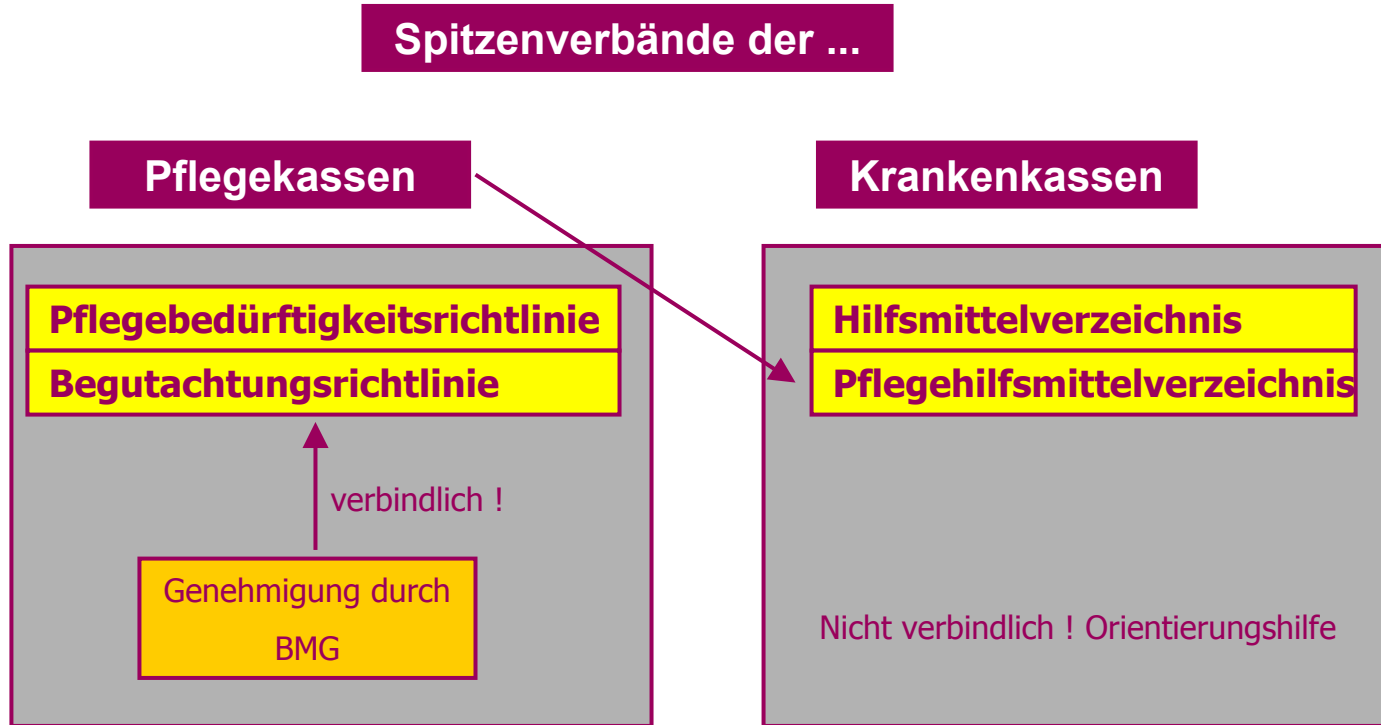 Spitzenverbände der ...
Pflegekassen
Krankenkassen
Pflegebedürftigkeitsrichtlinie
Begutachtungsrichtlinie
verbindlich !
Genehmigung durch
BMG
Hilfsmittelverzeichnis
Pflegehilfsmittelverzeichnis
Nicht verbindlich ! Orientierungshilfe